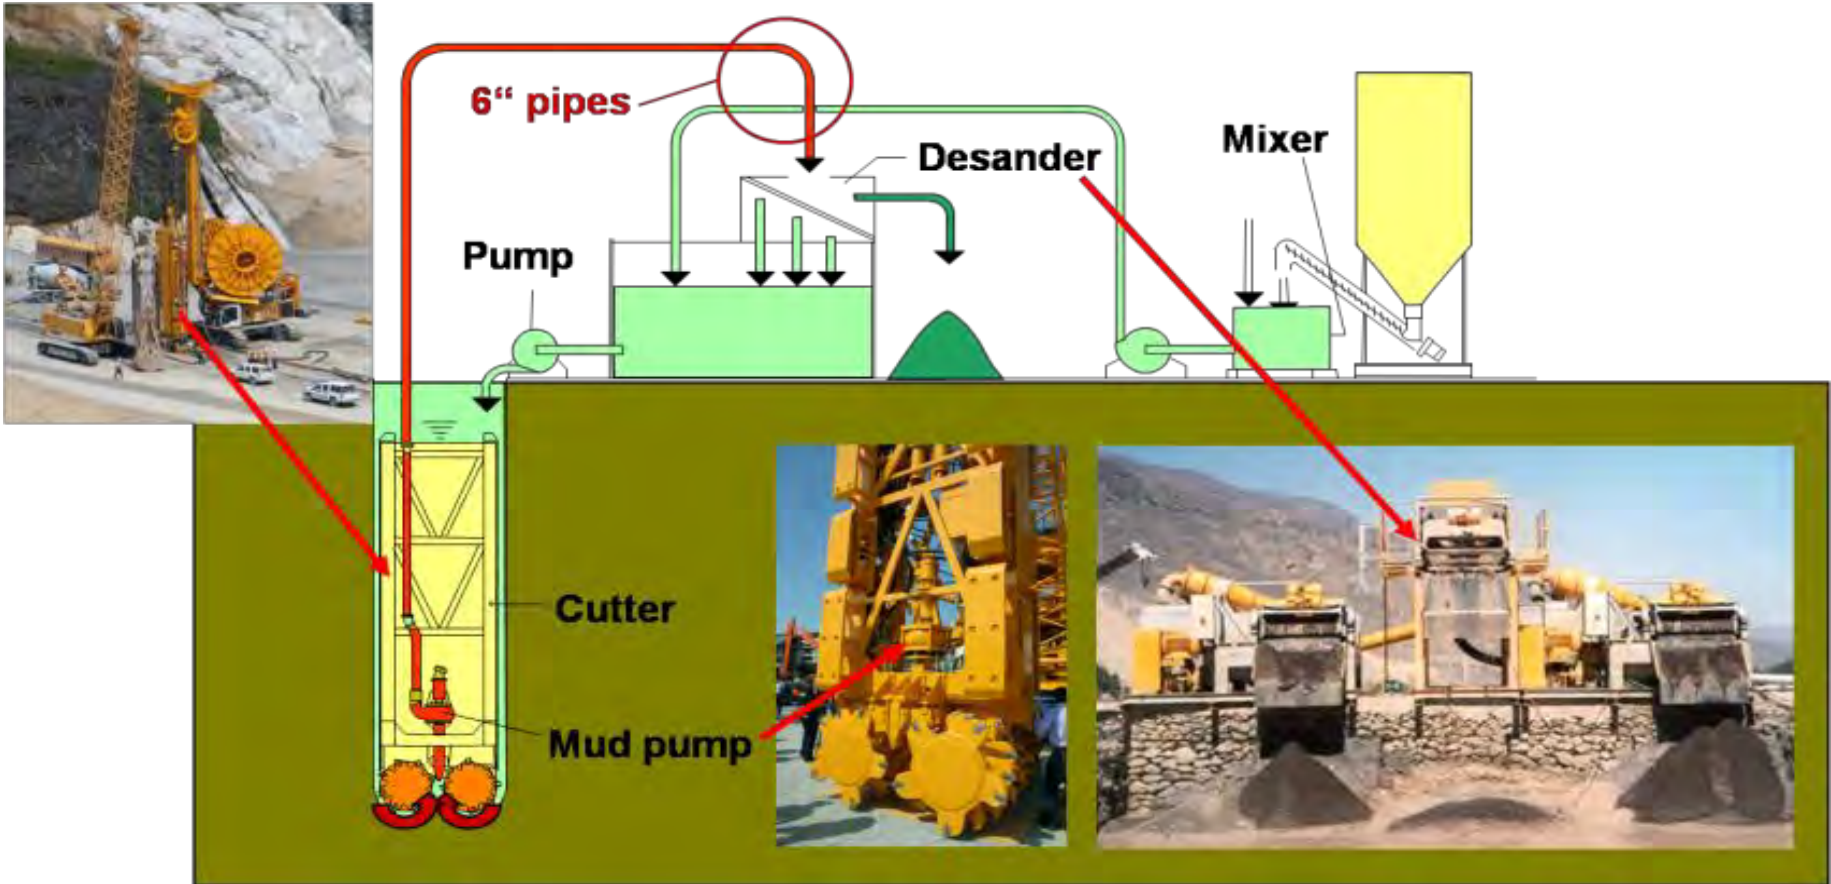 6“ pipes
Desander
Mixer
Pump
Cutter
Mud pump